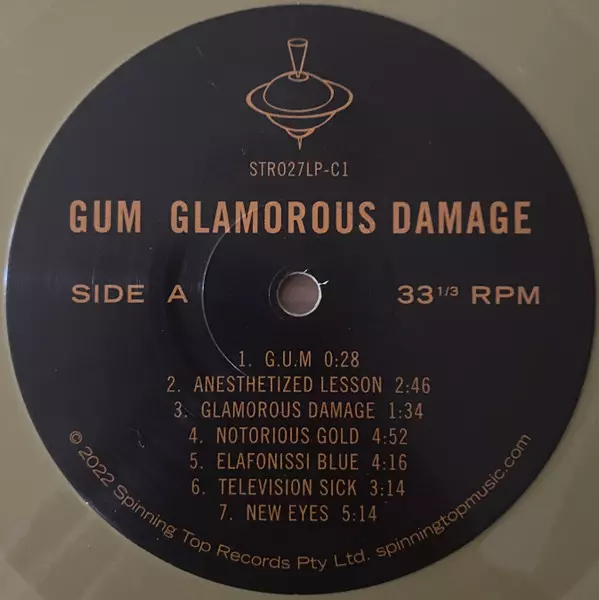 STR027LP-C1
GUM GLAMOROUS DAMAGE
SIDE A
33 1/3 RPM
1. G.U.M 0:28
2. ANESTHETIZED LESSON 2:46
3. GLAMOROUS DAMAGE 1:34
4. NOTORIOUS GOLD 4:52
5. ELAFONISSI BLUE 4:16
6. TELEVISION SICK 3:14
7. NEW EYES 5:14
© 2022 Spinning Top Records Pty Ltd. spinningtopmusic.com